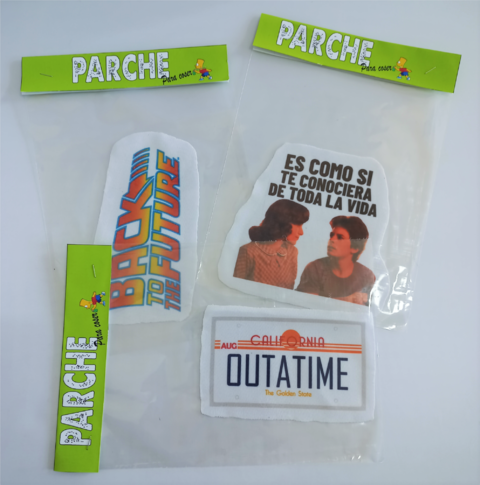 PARCHE
Para coser
PARCHE
Para coser
BACK
TO THE
FUTURE
ES COMO SI
TE CONOCIERA
DE TODA LA VIDA
PARCHE
Para coser
AUG
CALIFORNIA
OUTATIME
The Golden State